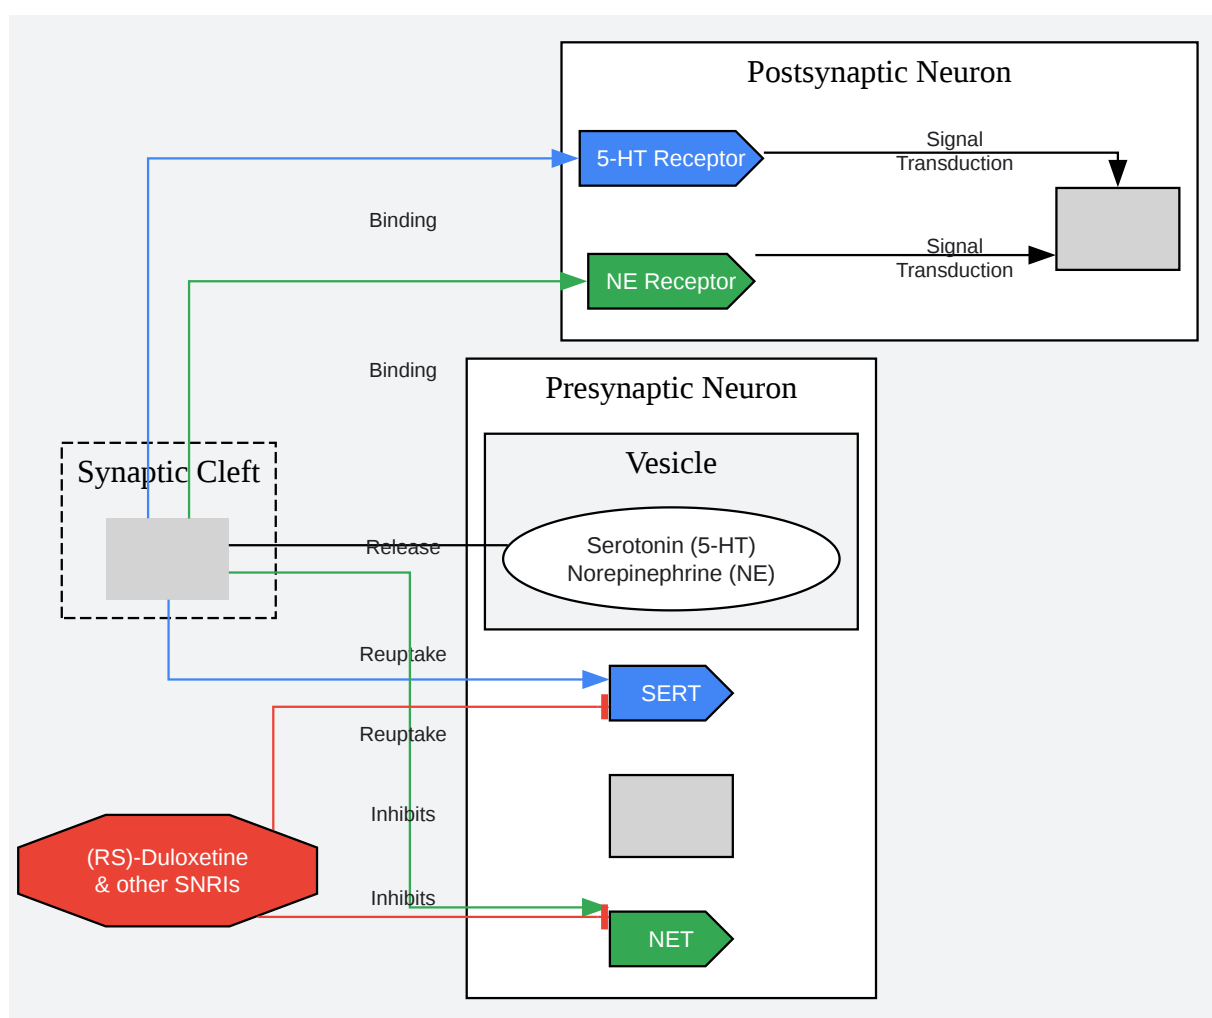 Postsynaptic Neuron
5-HT Receptor
Signal
Transduction
Binding
NE Receptor
Signal
Transduction
Binding
Presynaptic Neuron
Synaptic Cleft
Vesicle
Release
Serotonin (5-HT)
Norepinephrine (NE)
Reuptake
SERT
Reuptake
Inhibits
(RS)-Duloxetine
& other SNRIs
Inhibits
NET